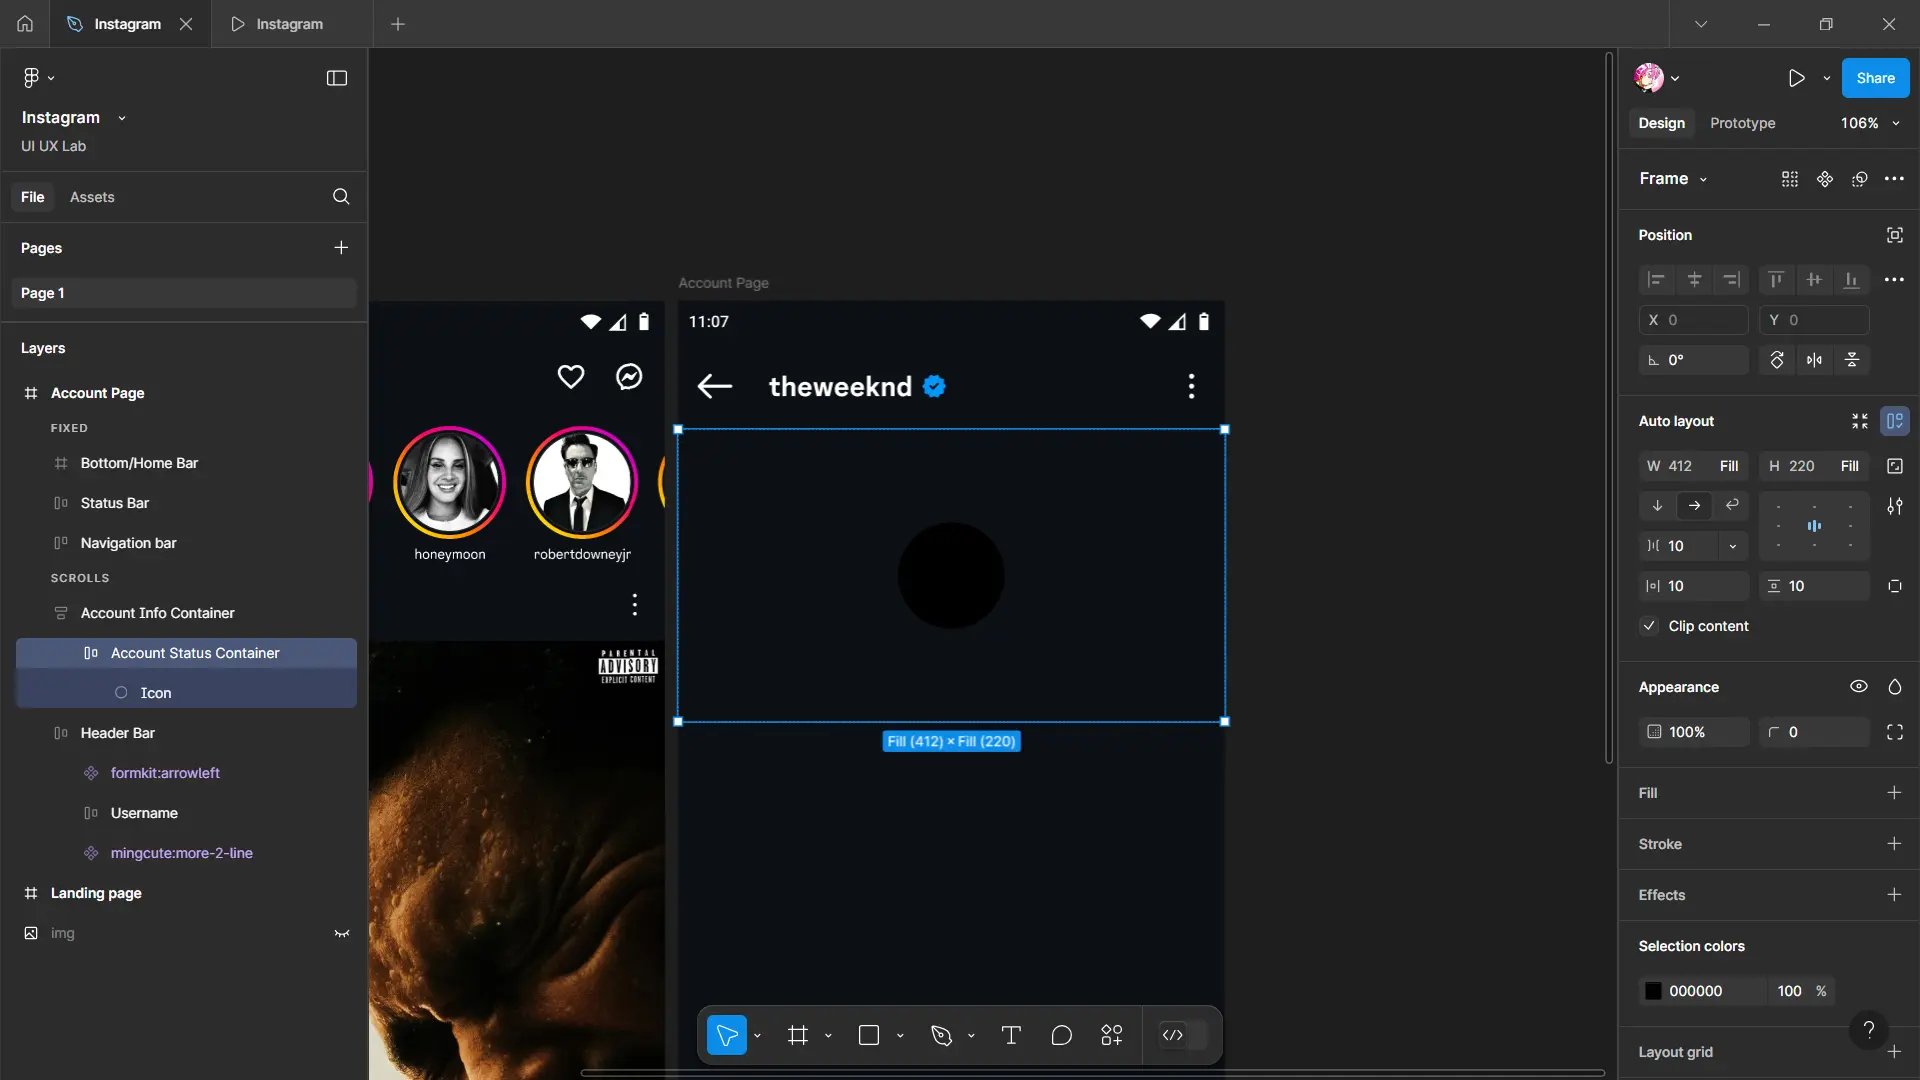 Instagram
Instagram
Instagram
UI UX Lab
File
Assets
Pages
Page 1
Layers
Account Page
FIXED
Bottom/Home Bar
Status Bar
Navigation bar
SCROLLS
Account Info Container
Account Status Container
Icon
Header Bar
formkit:arrowleft
Username
mingcute:more-2-line
Landing page
img
honeymoon
robertdowneyjr
PARENTAL
ADVISORY
EXPLICIT CONTENT
Account Page
11:07
theweeknd
Fill (412) × Fill (220)
Share
Design
Prototype
106%
Frame
Position
X 0
Y 0
0°
Auto layout
W 412 Fill
H 220 Fill
10
10
10
Clip content
Appearance
100%
0
Fill
Stroke
Effects
Selection colors
000000
100 %
Layout grid
?